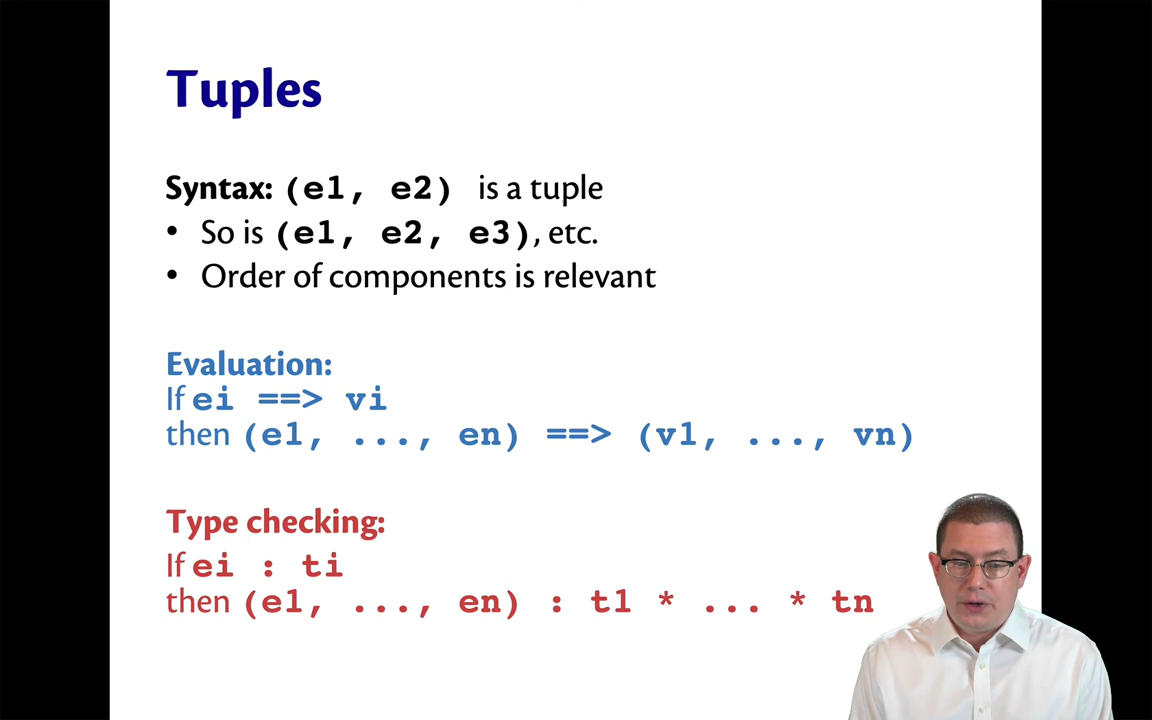 Tuples
Syntax: (e1, e2) is a tuple
• So is (e1, e2, e3), etc.
• Order of components is relevant
Evaluation:
If ei ==> vi
then (e1, ..., en) ==> (v1, ..., vn)
Type checking:
If ei : ti
then (e1, ..., en) : t1 * ... * tn